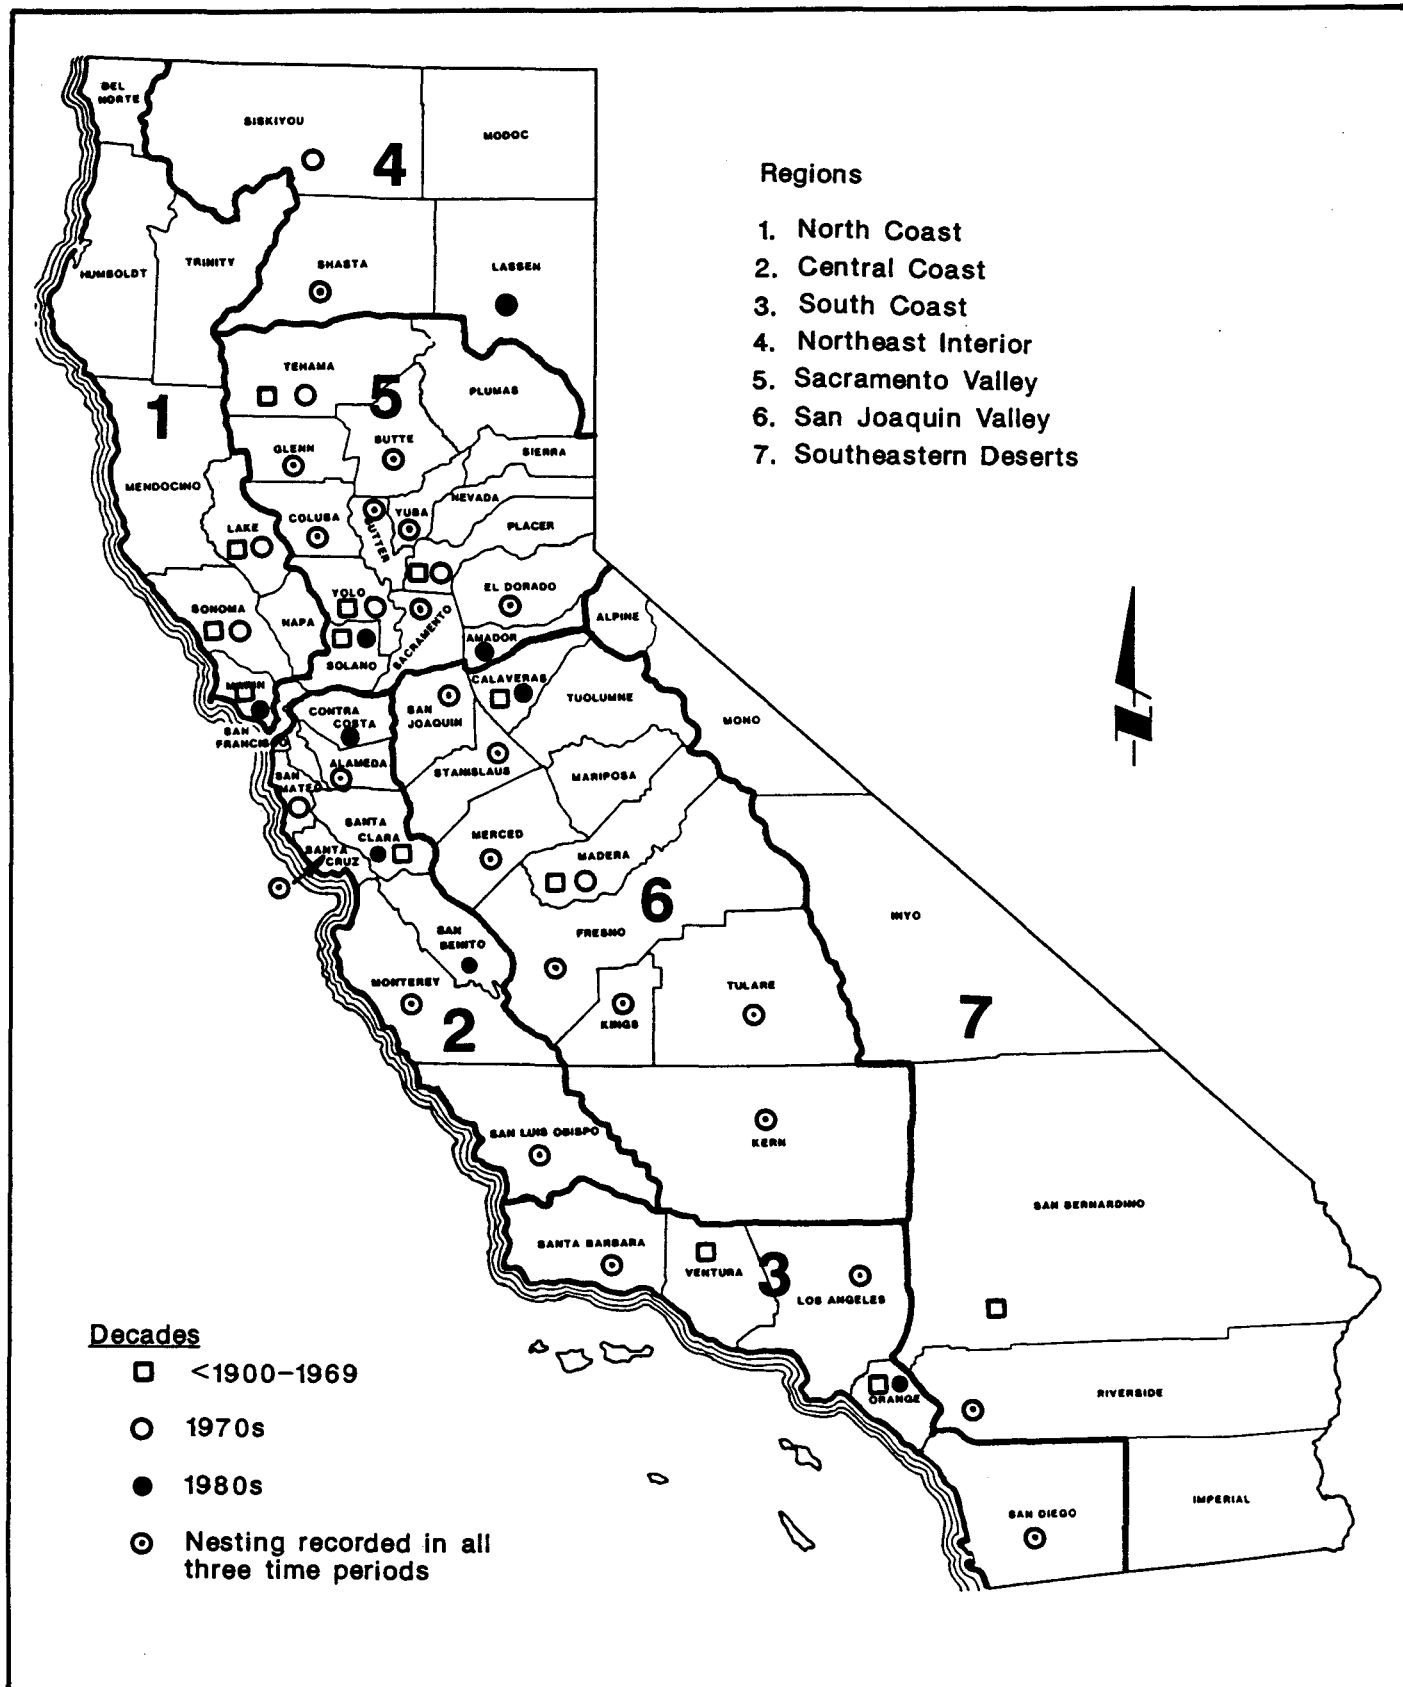 DEL
NORTE
SISKIYOU
4
MODOC
Regions
1. North Coast
2. Central Coast
3. South Coast
4. Northeast Interior
5. Sacramento Valley
6. San Joaquin Valley
7. Southeastern Deserts
HUMBOLDT
TRINITY
SHASTA
LASSEN
TEHAMA
5
PLUMAS
1
GLENN
BUTTE
SIERRA
MENDOCINO
NEVADA
COLUSA
SUTTER
YUBA
PLACER
LAKE
YOLO
EL DORADO
SONOMA
NAPA
SACRAMENTO
ALPINE
AMADOR
SOLANO
MARIN
CALAVERAS
TUOLUMNE
CONTRA
COSTA
SAN
JOAQUIN
MONO
SAN
FRANCISCO
ALAMEDA
STANISLAUS
MARIPOSA
SAN
MATEO
SANTA
CLARA
MERCED
SANTA
CRUZ
MADERA
6
INYO
SAN
BENITO
FRESNO
MONTEREY
TULARE
2
KINGS
7
SAN LUIS OBISPO
KERN
SAN BERNARDINO
SANTA BARBARA
VENTURA
3
LOS ANGELES
Decades
<1900-1969
1970s
1980s
Nesting recorded in all
three time periods
ORANGE
RIVERSIDE
SAN DIEGO
IMPERIAL
N